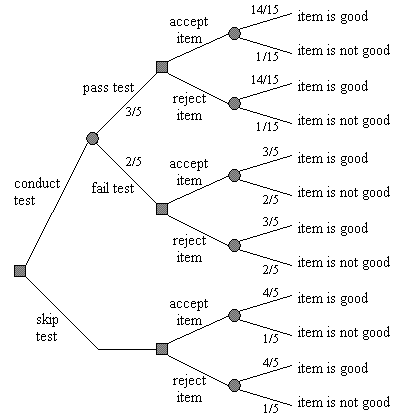 14/15
item is good
accept
item
1/15
item is not good
pass test
14/15
item is good
reject
item
3/5
1/15
item is not good
2/5
accept
item
3/5
item is good
conduct
test
fail test
2/5
item is not good
3/5
item is good
reject
item
2/5
item is not good
4/5
item is good
accept
item
skip
test
1/5
item is not good
4/5
item is good
reject
item
1/5
item is not good